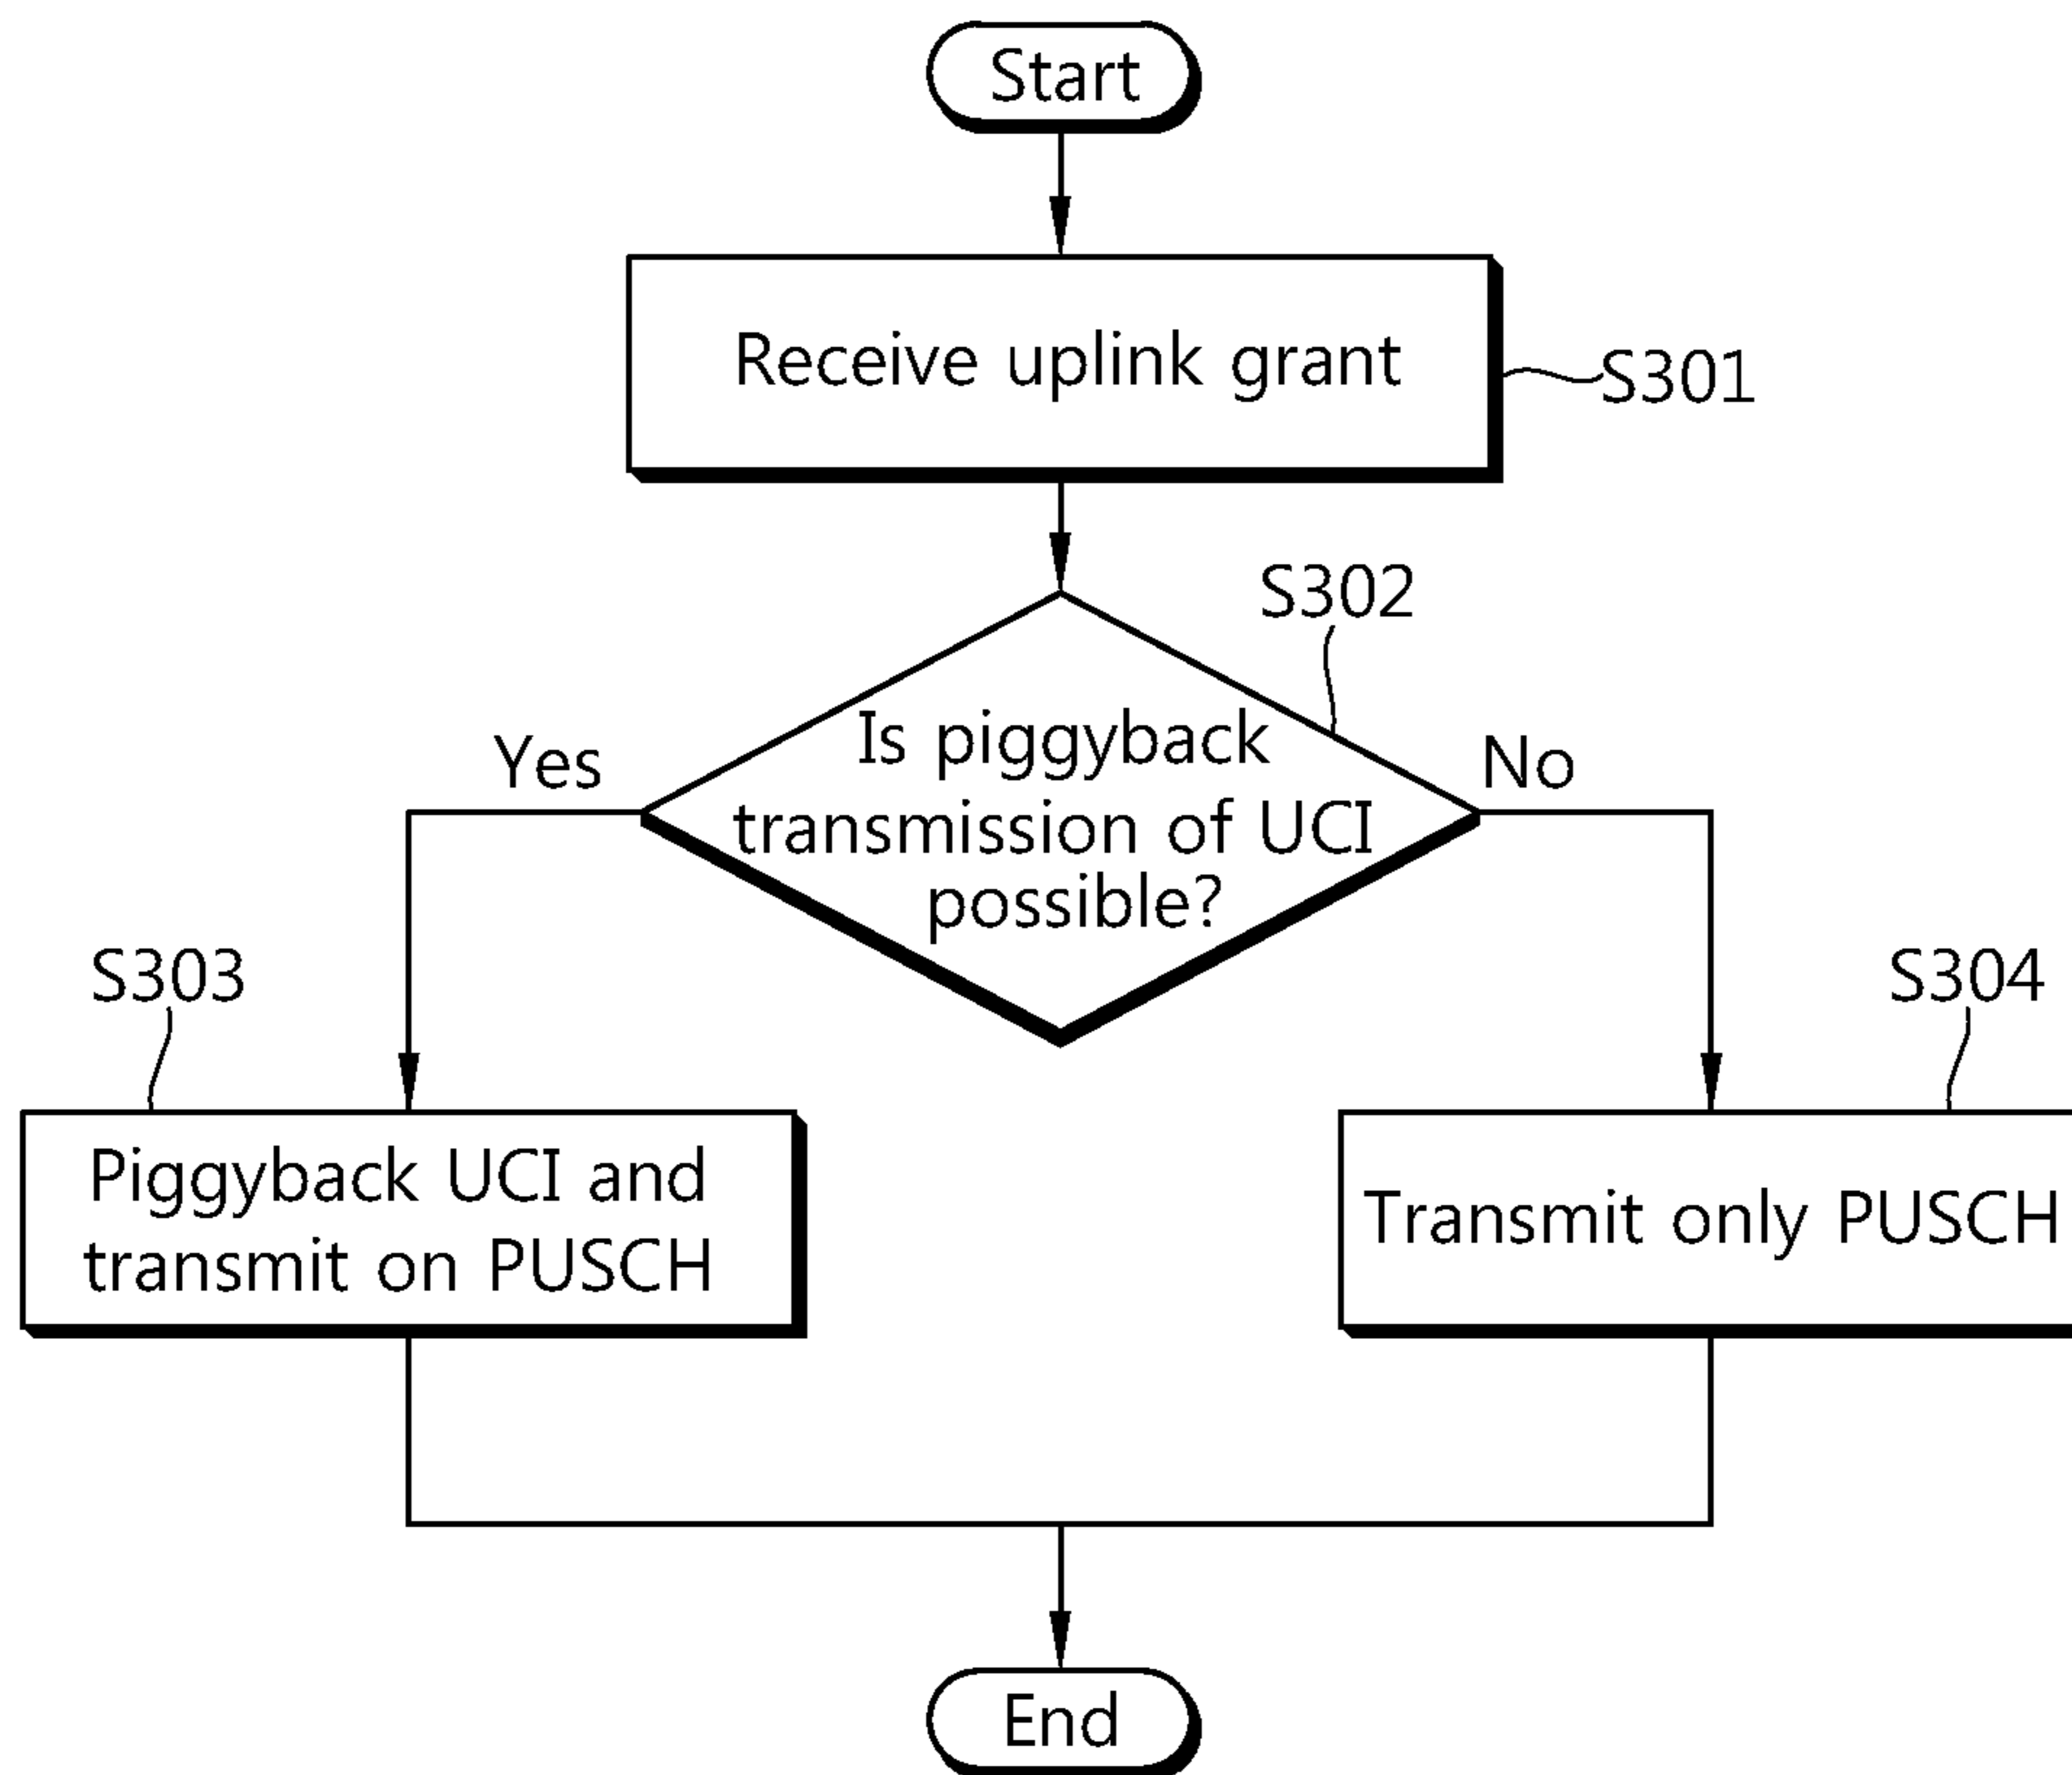 Start
Receive uplink grant
S301
S302
Is piggyback
transmission of UCI
possible?
Yes
No
S303
S304
Piggyback UCI and
transmit on PUSCH
Transmit only PUSCH
End